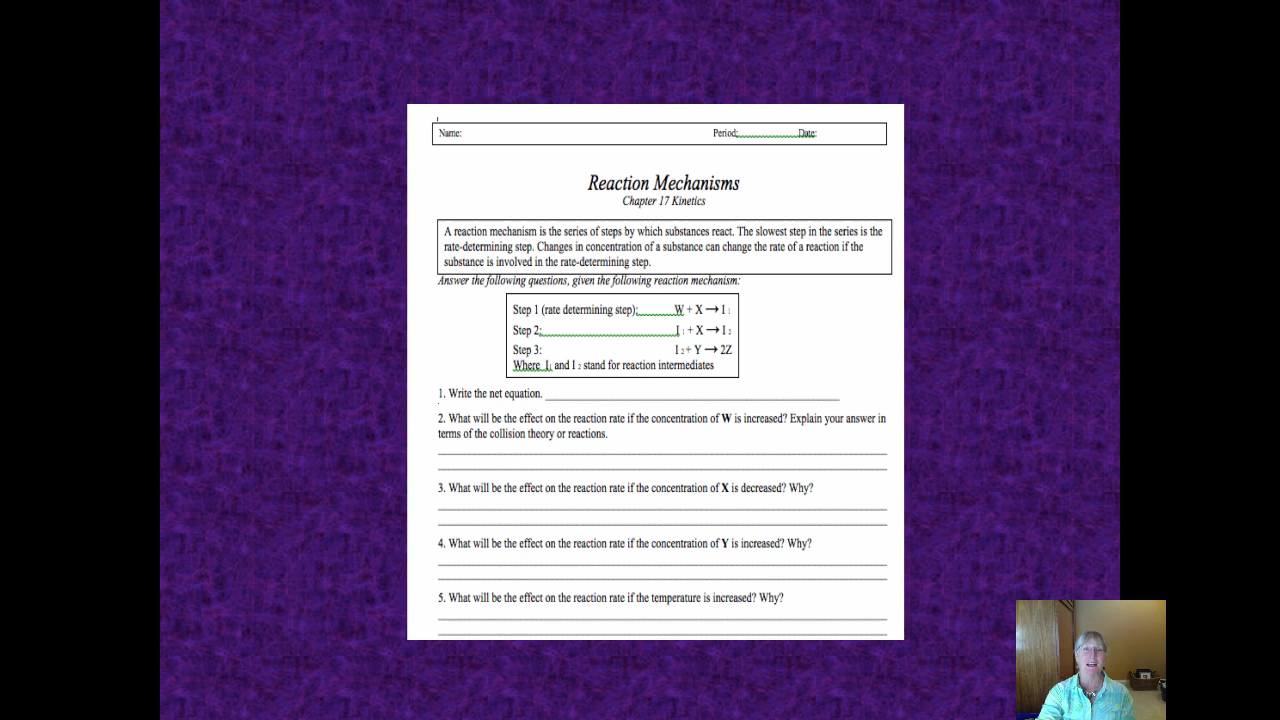 Name: Period: Date:
Reaction Mechanisms
Chapter 17 Kinetics
A reaction mechanism is the series of steps by which substances react. The slowest step in the series is the
rate-determining step. Changes in concentration of a substance can change the rate of a reaction if the
substance is involved in the rate-determining step.
Answer the following questions, given the following reaction mechanism:
Step 1 (rate determining step): W + X → I 1
Step 2: I 1 + X → I 2
Step 3: I 2 + Y → 2Z
Where I1 and I 2 stand for reaction intermediates
1. Write the net equation. ____________________
2. What will be the effect on the reaction rate if the concentration of W is increased? Explain your answer in
terms of the collision theory or reactions.
3. What will be the effect on the reaction rate if the concentration of X is decreased? Why?
4. What will be the effect on the reaction rate if the concentration of Y is increased? Why?
5. What will be the effect on the reaction rate if the temperature is increased? Why?